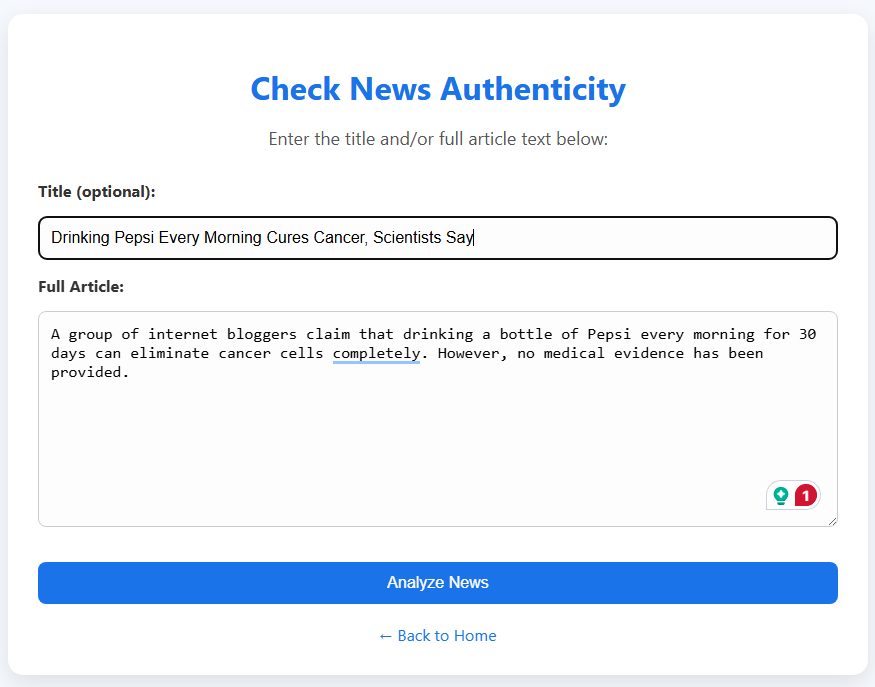 Check News Authenticity
Enter the title and/or full article text below:
Title (optional):
Drinking Pepsi Every Morning Cures Cancer, Scientists Say
Full Article:
A group of internet bloggers claim that drinking a bottle of Pepsi every morning for 30
days can eliminate cancer cells completely. However, no medical evidence has been
provided.
1
Analyze News
← Back to Home